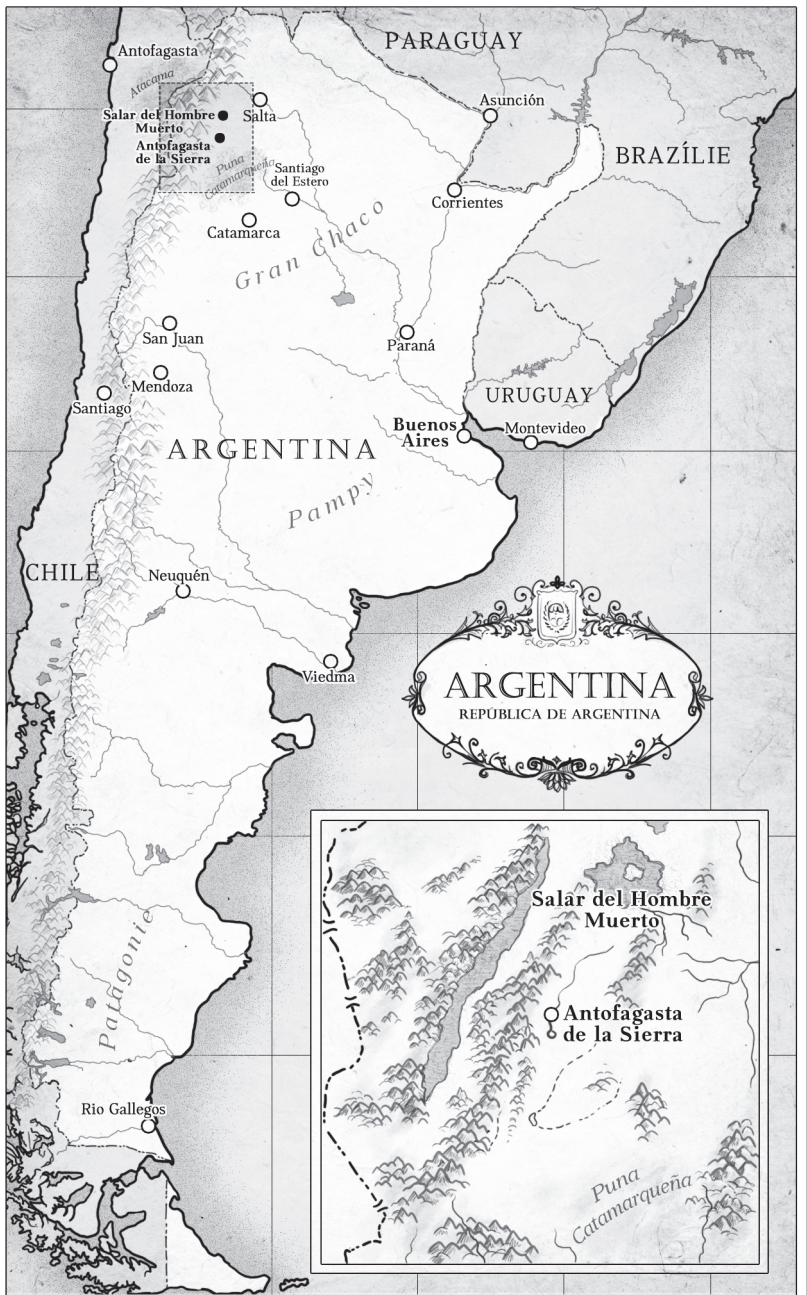 PARAGUAY
Antofagasta
Atacama
Asunción
Salar del Hombre
Muerto
Salta
Antofagasta
de la Sierra
BRAZÍLIE
Puna
Catamarqueña
Santiago
del Estero
Corrientes
Catamarca
Gran Chaco
San Juan
Paraná
Mendoza
Santiago
URUGUAY
Buenos
Aires
Montevideo
ARGENTINA
Pampy
CHILE
Neuquén
Viedma
ARGENTINA
REPÚBLICA DE ARGENTINA
Patagonie
Rio Gallegos
Salar del Hombre
Muerto
Antofagasta
de la Sierra
Puna
Catamarqueña